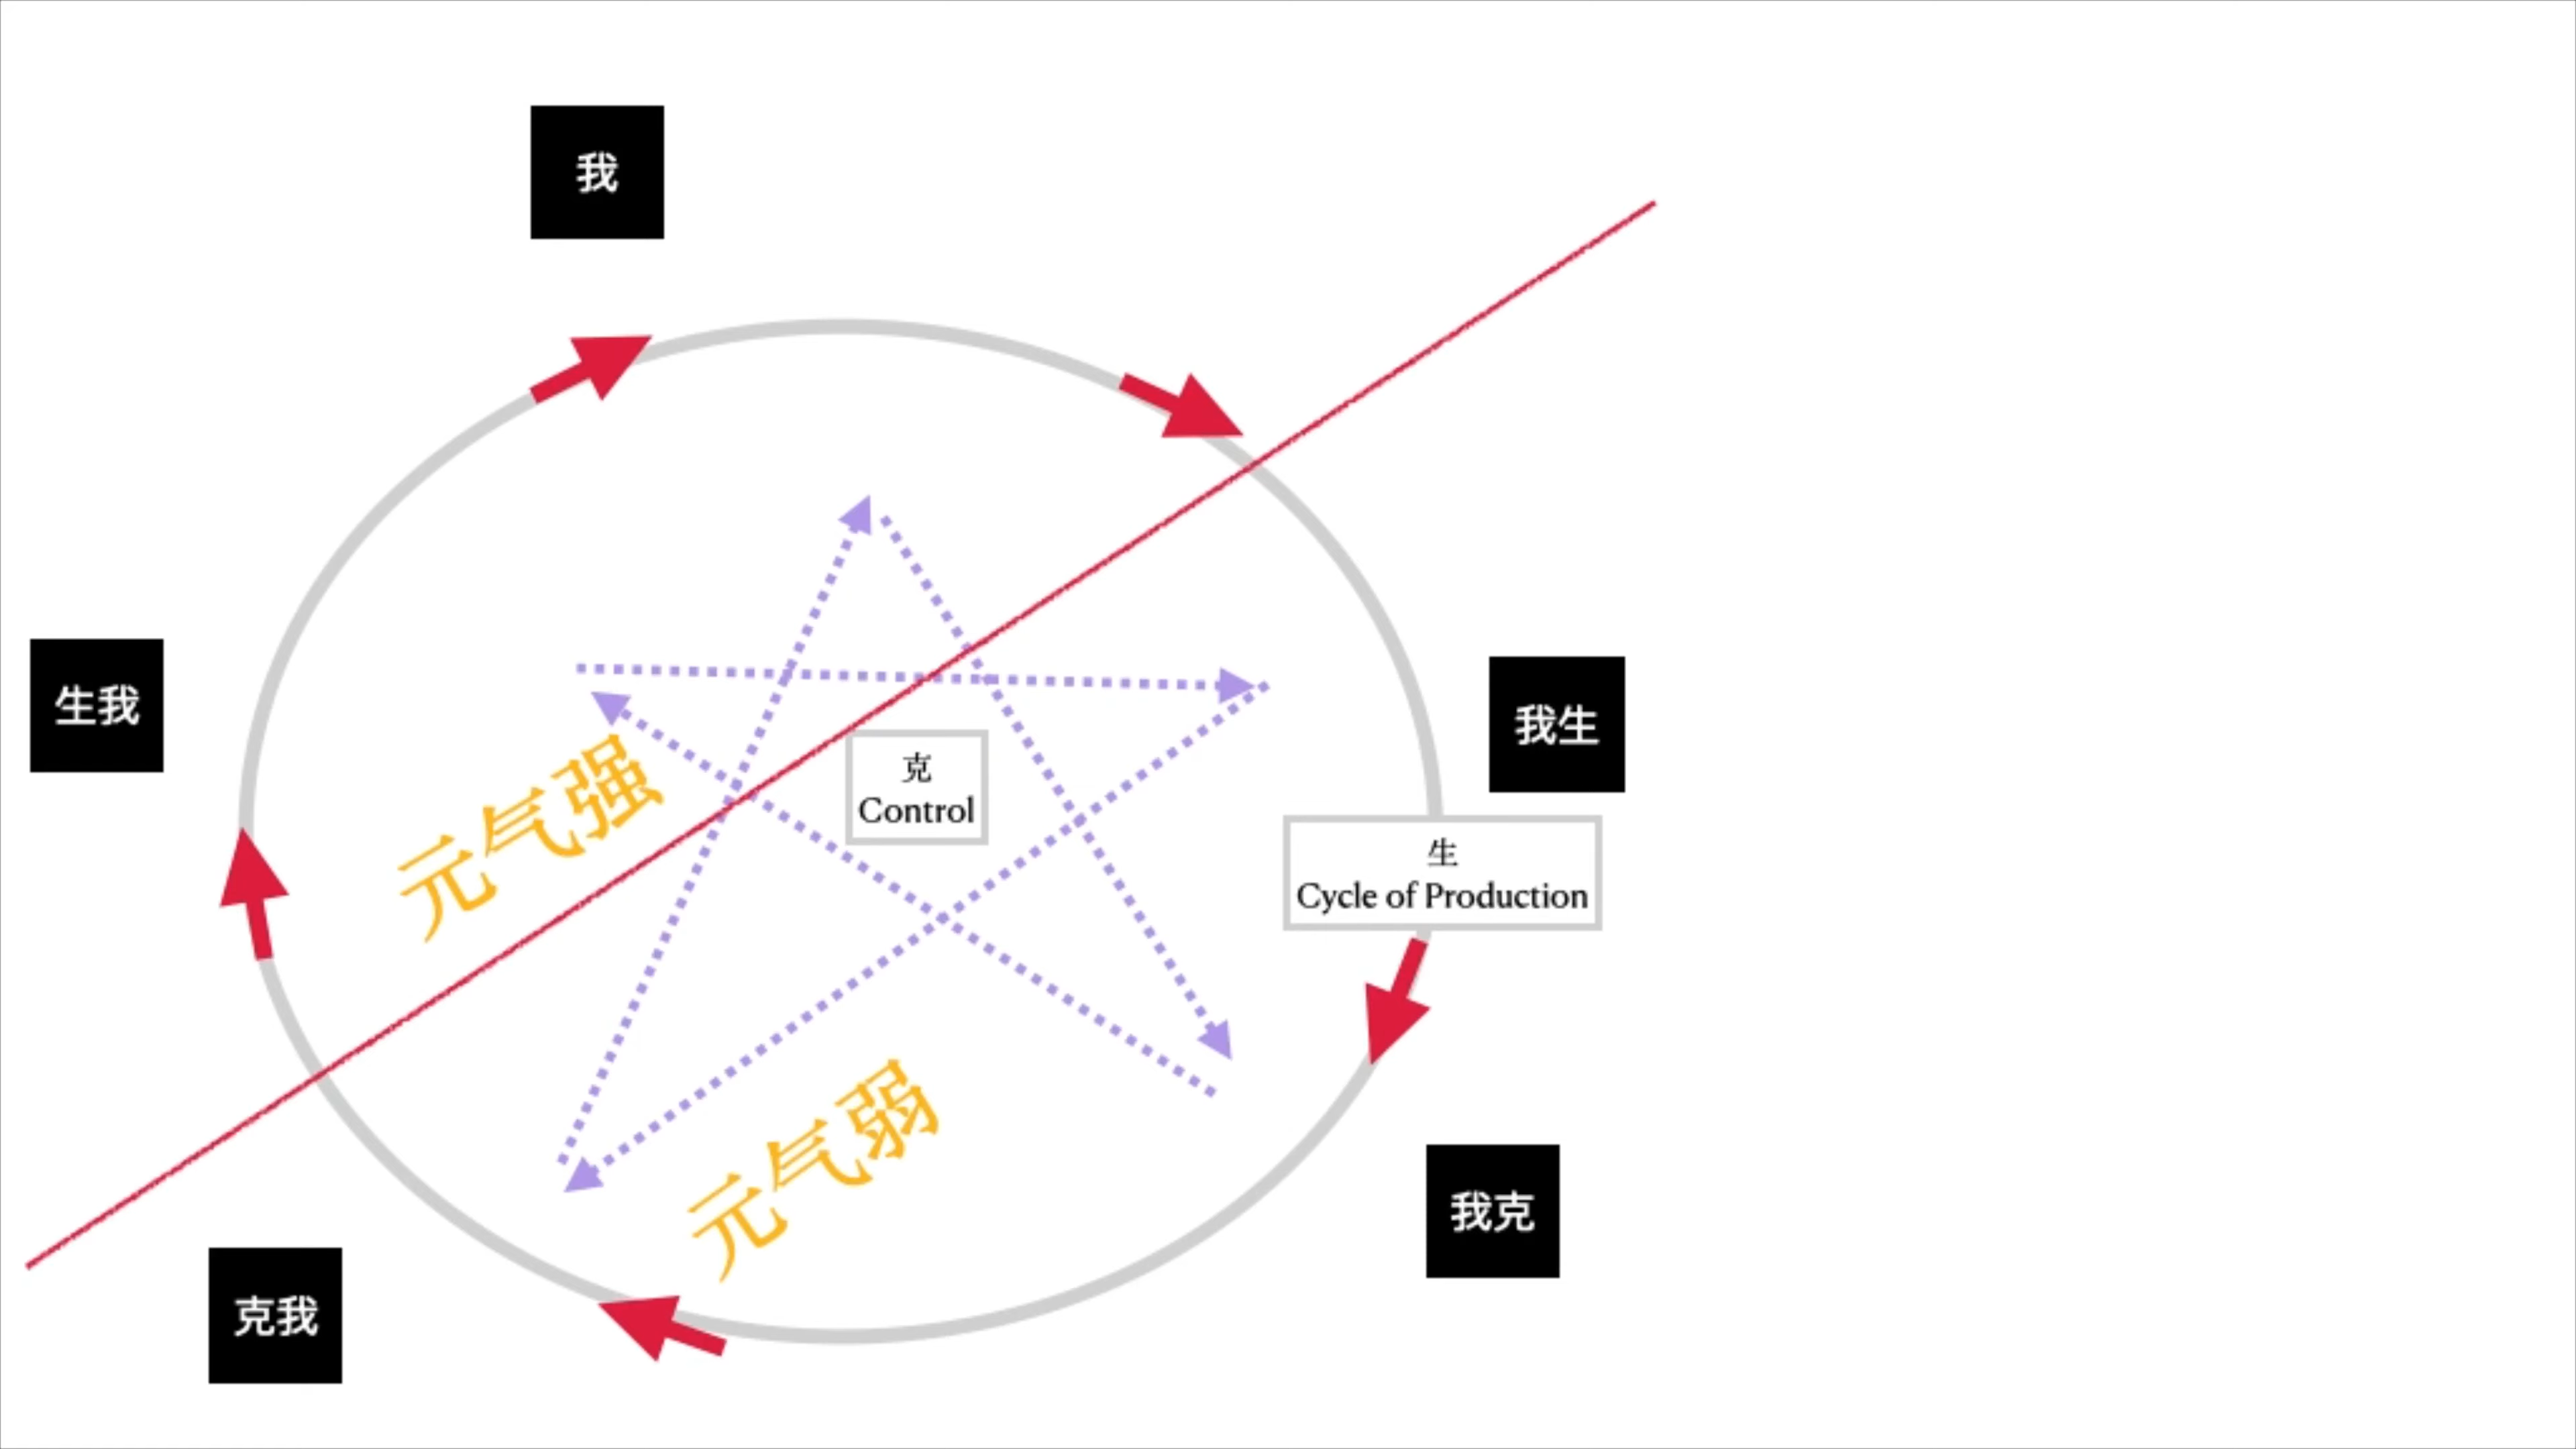 我
生我
元气强
克
Control
我生
生
Cycle of Production
元气弱
我克
克我